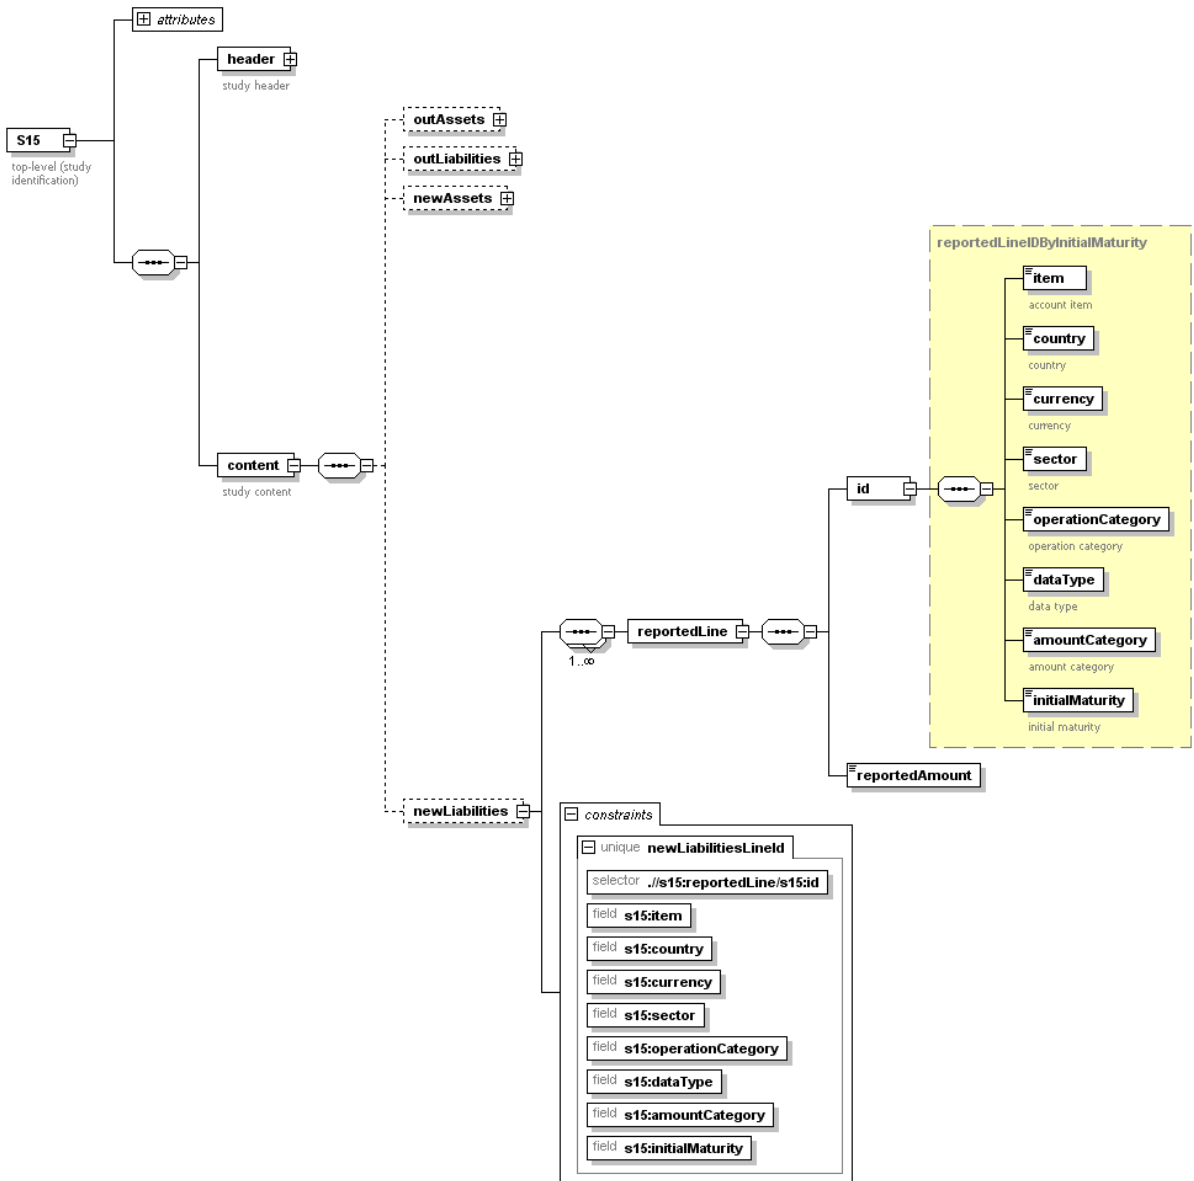 attributes
header
study header
S15
top-level (study
identification)
outAssets
outLiabilities
newAssets
content
study content
reportedLineIDByInitialMaturity
item
account item
country
country
currency
currency
sector
sector
id
operationCategory
operation category
dataType
data type
amountCategory
amount category
initialMaturity
initial maturity
reportedLine
1..∞
reportedAmount
newLiabilities
constraints
unique newLiabilitiesLineId
selector .//s15:reportedLine/s15:id
field s15:item
field s15:country
field s15:currency
field s15:sector
field s15:operationCategory
field s15:dataType
field s15:amountCategory
field s15:initialMaturity